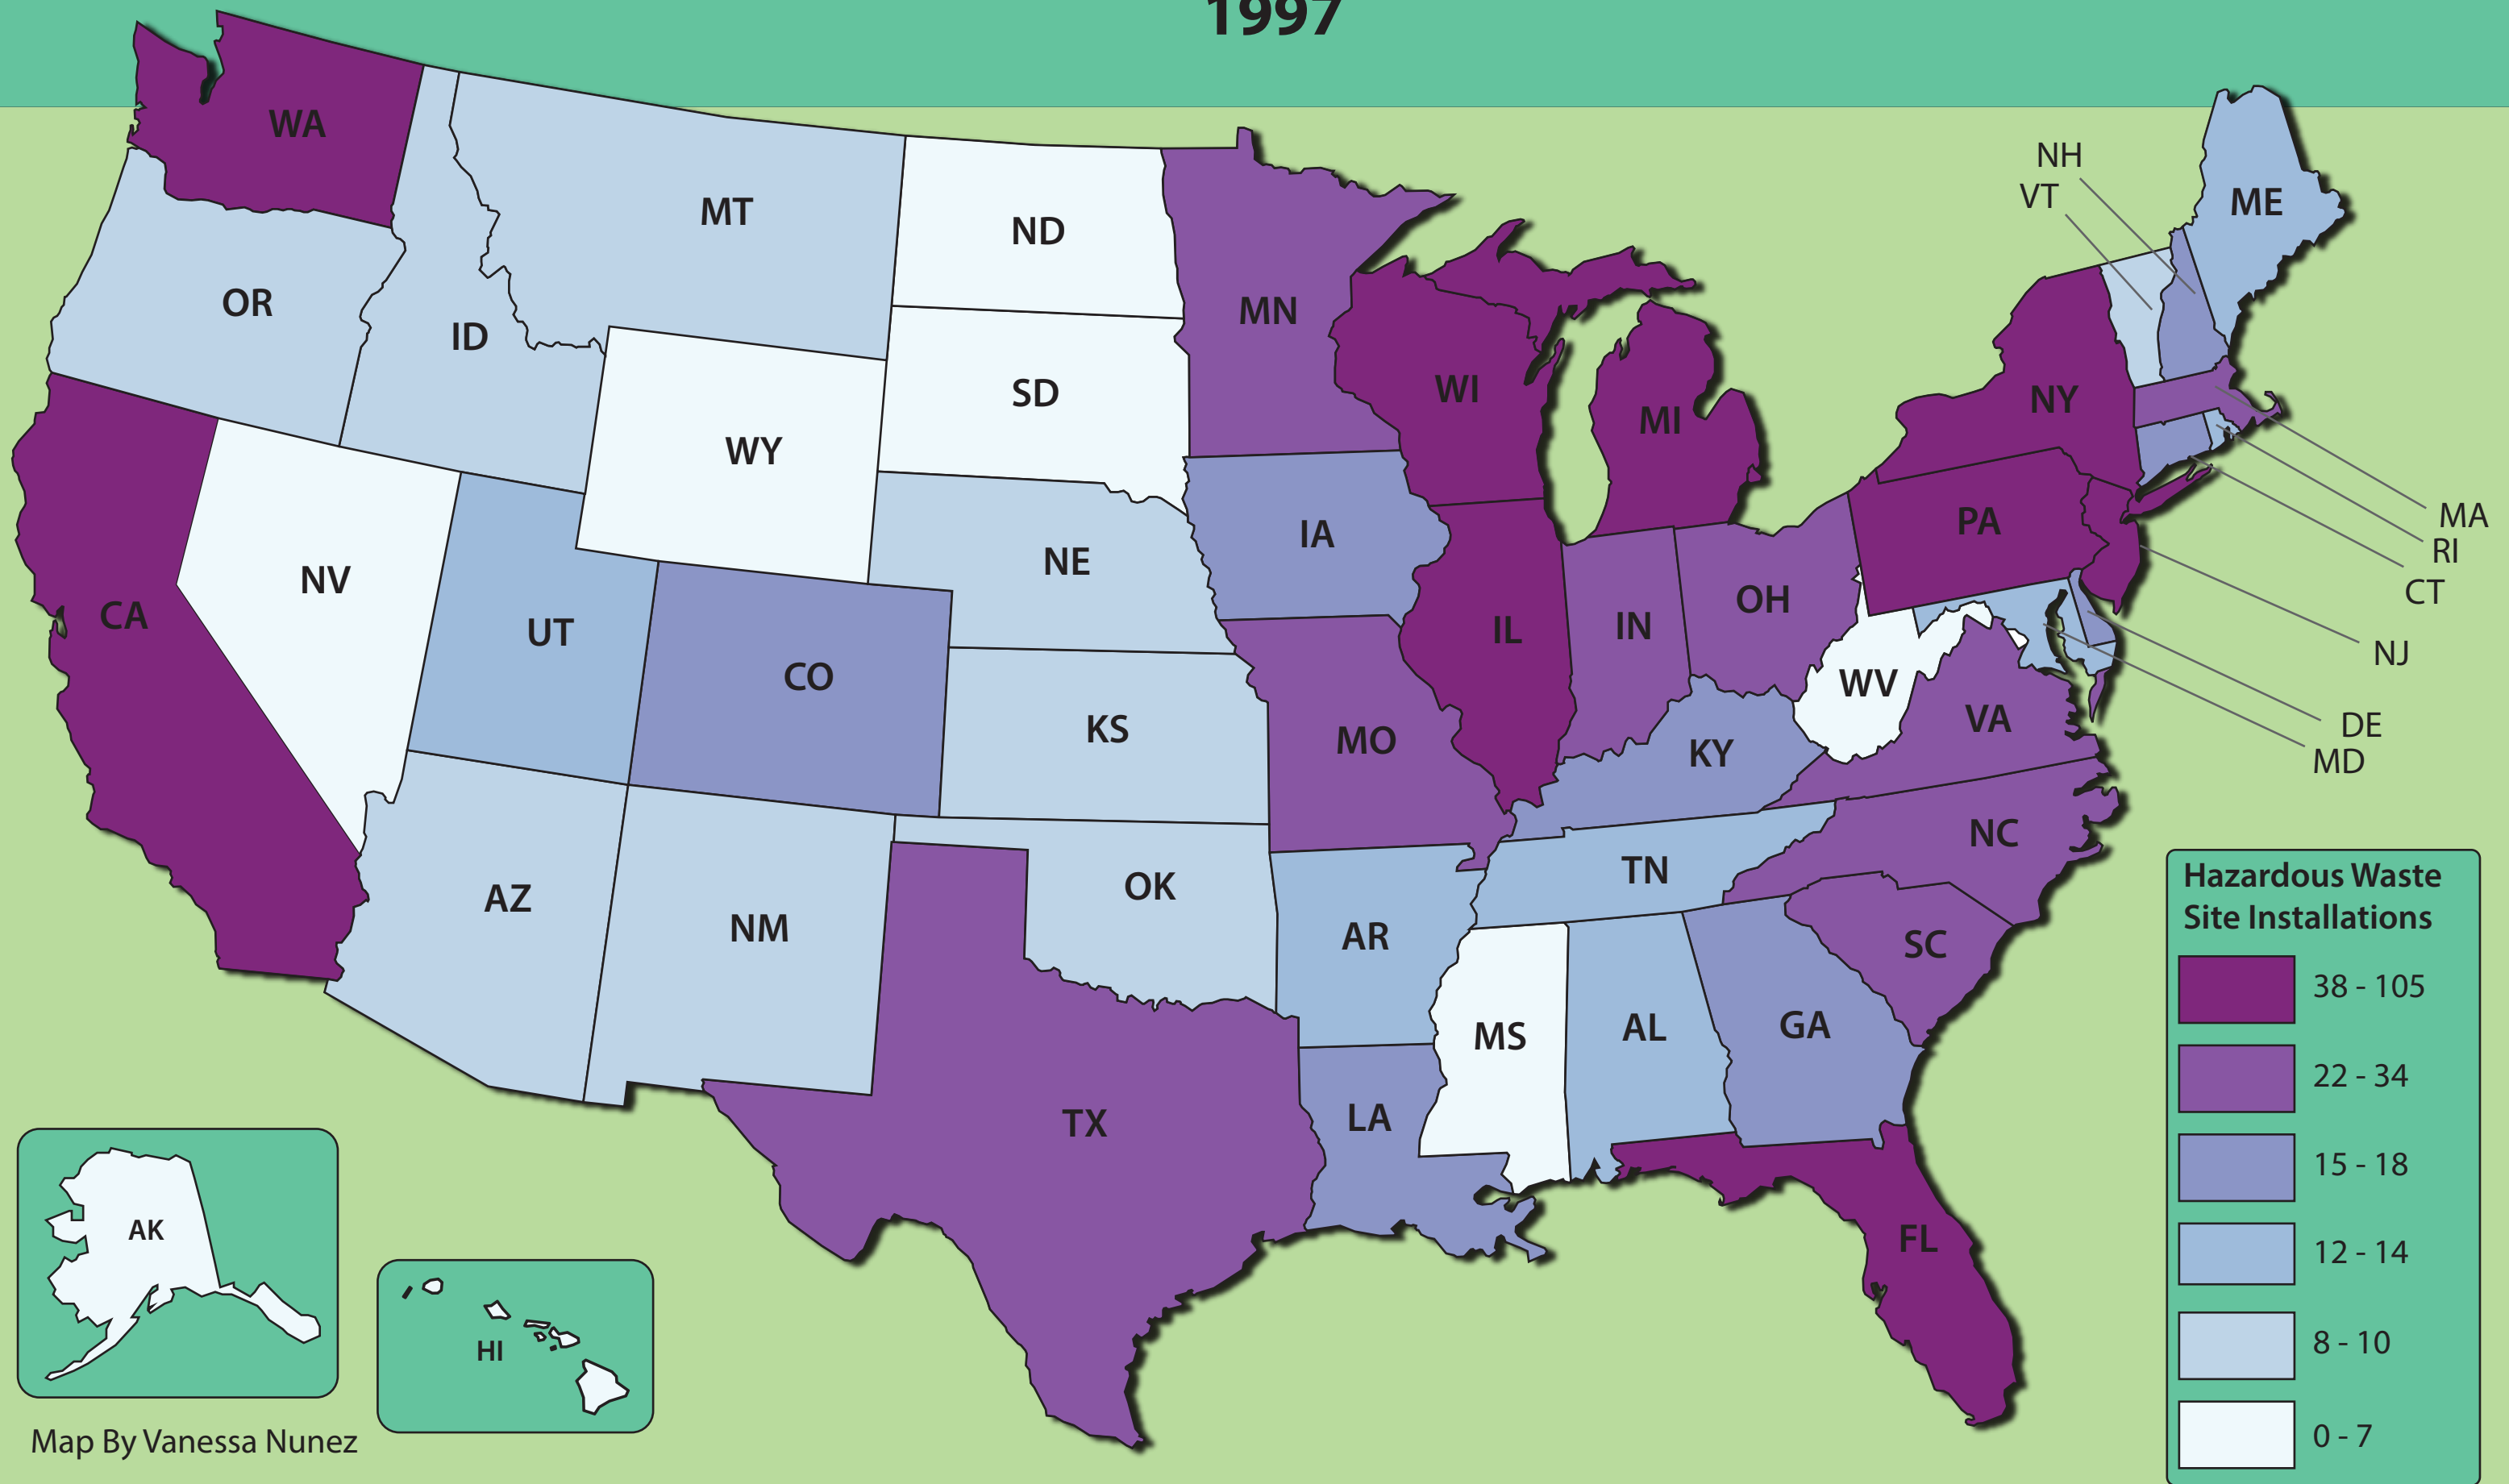 1997
WA
MT
ND
MN
OR
ID
SD
WI
MI
WY
NH
VT
ME
NY
MA
RI
CT
NJ
DE
MD
PA
IA
NE
NV
CA
UT
CO
KS
MO
IL
IN
OH
WV
VA
KY
NC
TN
SC
AZ
NM
OK
AR
MS
AL
GA
LA
TX
FL
AK
HI
Hazardous Waste
Site Installations
38 - 105
22 - 34
15 - 18
12 - 14
8 - 10
0 - 7
Map By Vanessa Nunez